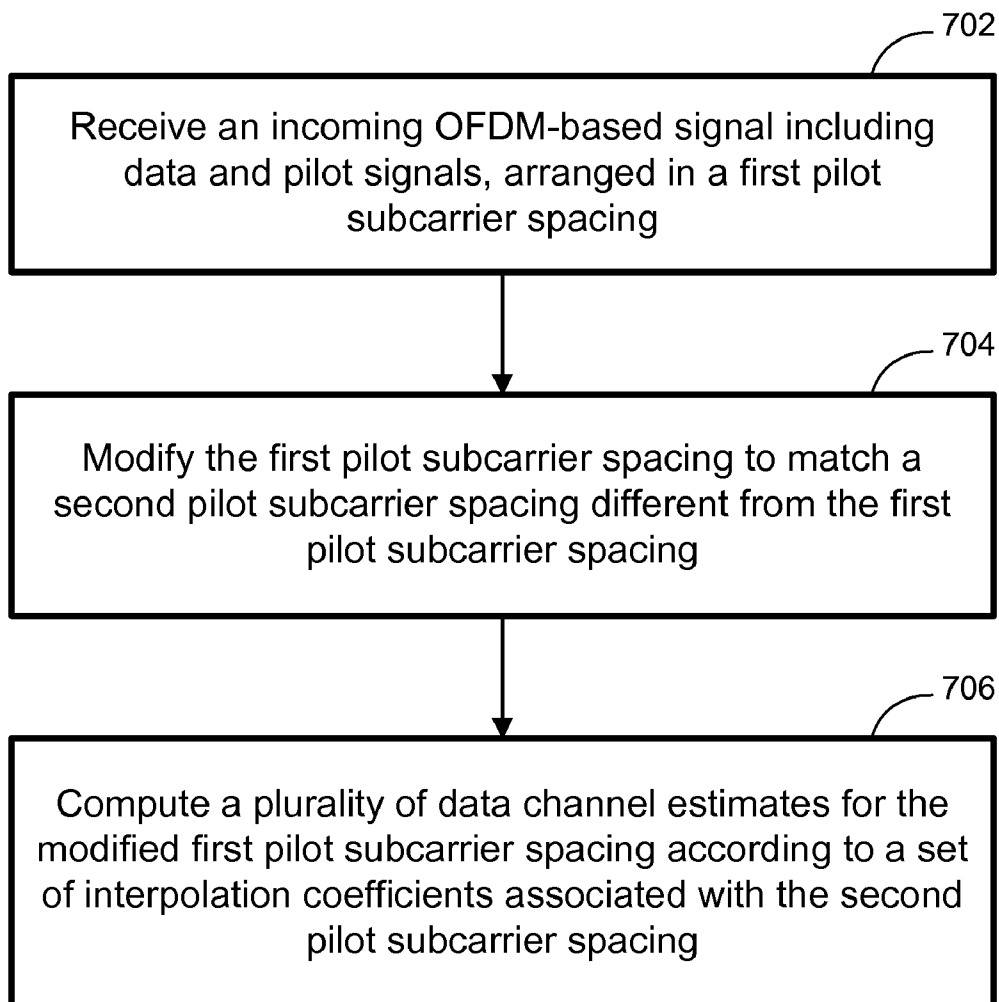 702
Receive an incoming OFDM-based signal including
data and pilot signals, arranged in a first pilot
subcarrier spacing
704
Modify the first pilot subcarrier spacing to match a
second pilot subcarrier spacing different from the first
pilot subcarrier spacing
706
Compute a plurality of data channel estimates for the
modified first pilot subcarrier spacing according to a set
of interpolation coefficients associated with the second
pilot subcarrier spacing